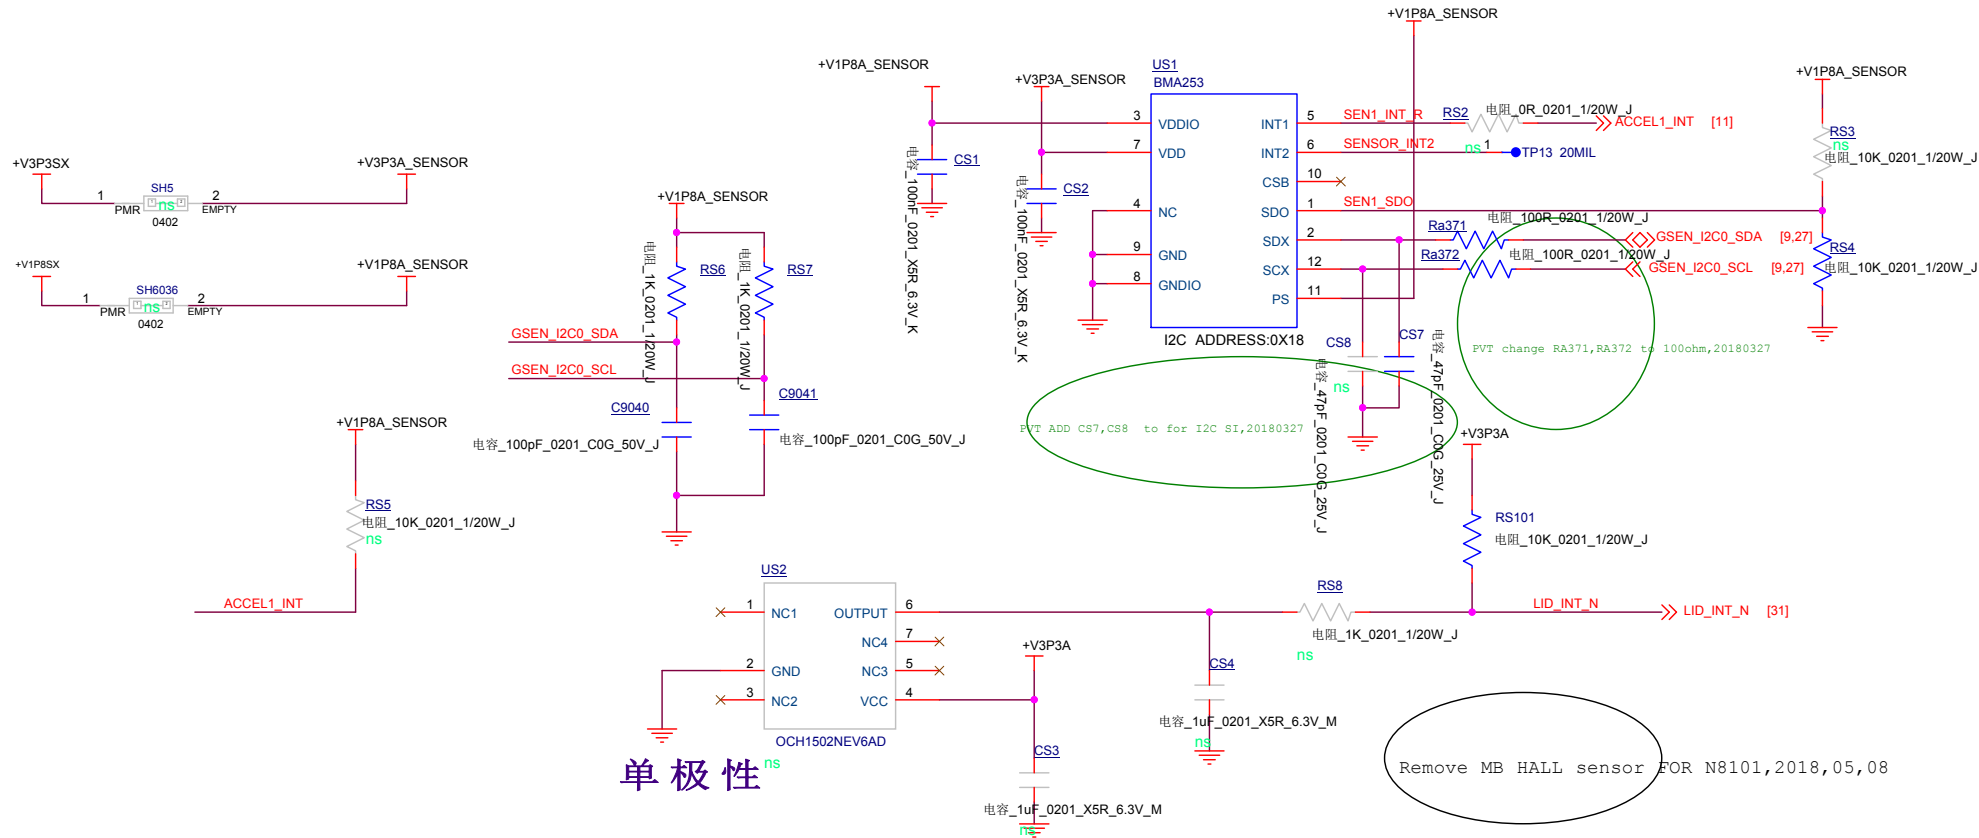 +V3P3SX
+V3P3A_SENSOR
1
SH5
2
PMR
ns
EMPTY
0402
+V1P8SX
+V1P8A_SENSOR
1
SH6036
2
PMR
ns
EMPTY
0402
+V1P8A_SENSOR
RS5
电阻_10K_0201_1/20W_J
ns
ACCEL1_INT
+V1P8A_SENSOR
RS6
电阻_1K_0201_1/20W_J
RS7
电阻_1K_0201_1/20W_J
GSEN_I2C0_SDA
GSEN_I2C0_SCL
C9040
电容_100pF_0201_C0G_50V_J
C9041
电容_100pF_0201_C0G_50V_J
+V1P8A_SENSOR
CS1
电容_100nF_0201_X5R_6.3V_K
+V3P3A_SENSOR
CS2
电容_100nF_0201_X5R_6.3V_K
US1
BMA253
3
VDDIO
7
VDD
4
NC
9
GND
8
GNDIO
INT1
5
INT2
6
CSB
10
SDO
1
SDX
2
SCX
12
PS
11
I2C ADDRESS:0X18
+V1P8A_SENSOR
SEN1_INT_R
RS2
电阻_0R_0201_1/20W_J
ACCEL1_INT [11]
SENSOR_INT2
ns
1
TP13 20MIL
SEN1_SDO
+V1P8A_SENSOR
RS3
ns
电阻_10K_0201_1/20W_J
Ra371
电阻_100R_0201_1/20W_J
GSEN_I2C0_SDA [9,27]
Ra372
电阻_100R_0201_1/20W_J
GSEN_I2C0_SCL [9,27]
RS4
电阻_10K_0201_1/20W_J
CS8
ns
电容_47pF_0201_C0G_25V_J
CS7
电容_47pF_0201_C0G_25V_J
PVT change RA371,RA372 to 100ohm,20180327
PVT ADD CS7,CS8 to for I2C SI,20180327
US2
1
NC1
2
GND
3
NC2
OUTPUT
6
NC4
7
NC3
5
VCC
4
OCH1502NEV6AD
ns
单极性
+V3P3A
CS3
电容_1uF_0201_X5R_6.3V_M
ns
CS4
电容_1uF_0201_X5R_6.3V_M
ns
RS8
电阻_1K_0201_1/20W_J
ns
+V3P3A
RS101
电阻_10K_0201_1/20W_J
LID_INT_N
LID_INT_N [31]
Remove MB HALL sensor FOR N8101,2018,05,08